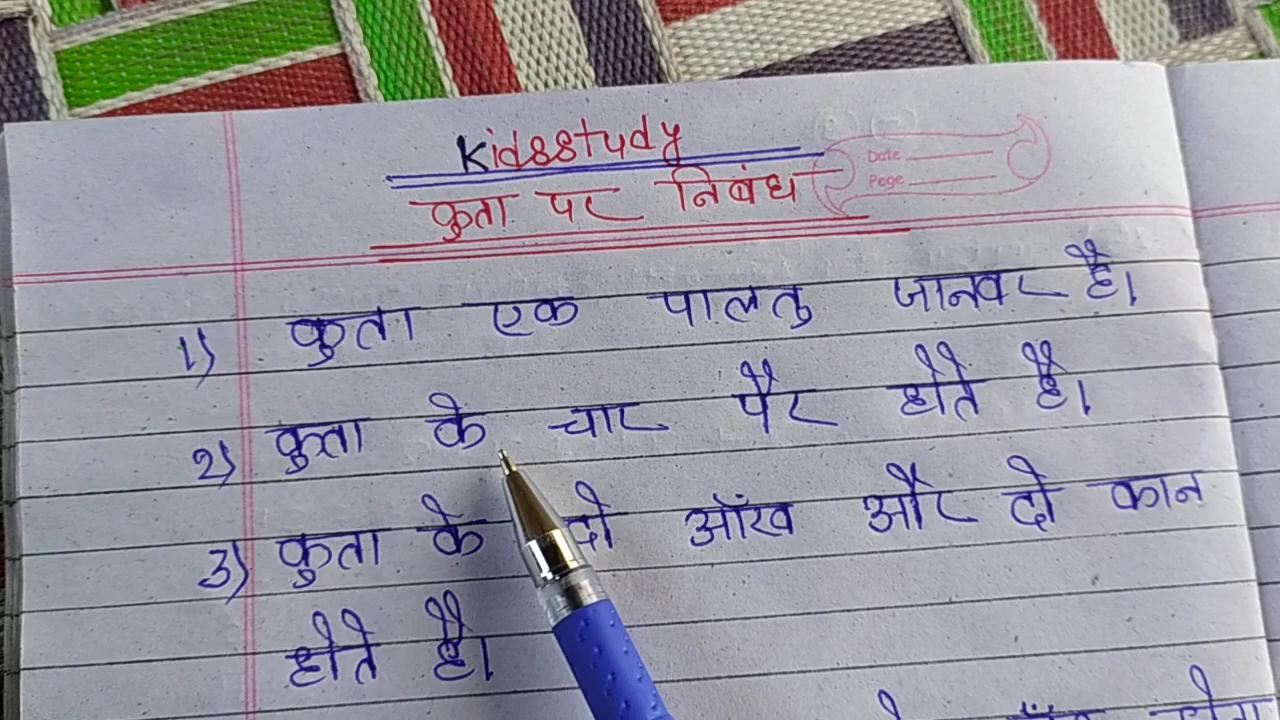 Kidsstudy
Date
Page
कुता पर निबंध
1) कुता एक पालतु जानवर है।
2) कुता के चार पैर होते है।
3) कुता के दो आँख और दो कान
होते है।